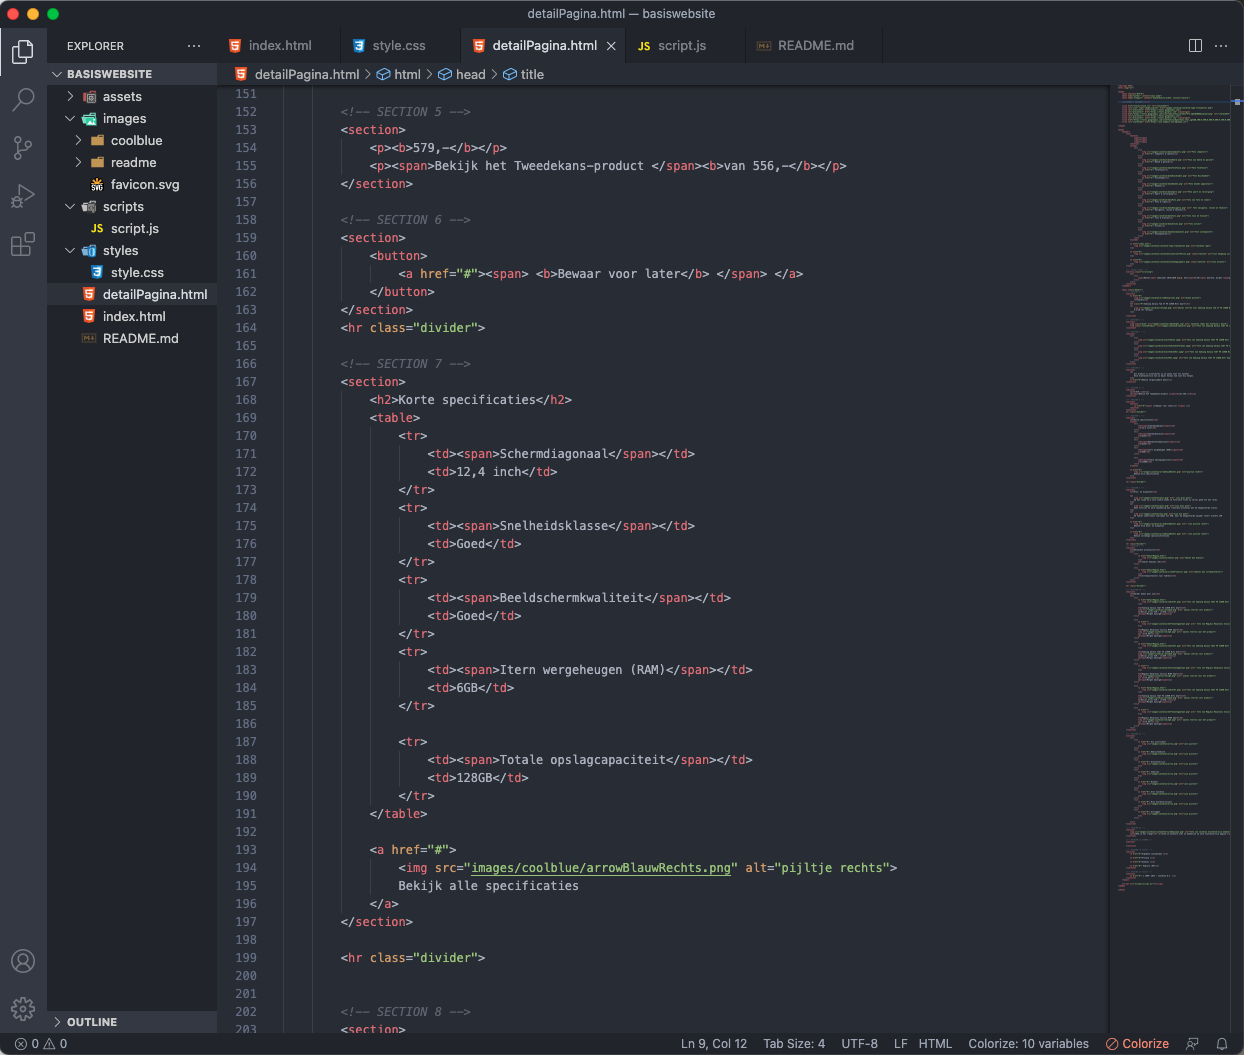 detailPagina.html — basiswebsite
EXPLORER
index.html
style.css
detailPagina.html
JS script.js
README.md
BASISWEBSITE
detailPagina.html > html > head > title
assets
images
coolblue
readme
favicon.svg
scripts
JS script.js
styles
style.css
detailPagina.html
index.html
README.md
OUTLINE
151
152 <!-- SECTION 5 -->
153 <section>
154 <p><b>579,-</b></p>
155 <p><span>Bekijk het Tweedekans-product </span><b>van 556,-</b></p>
156 </section>
157
158 <!-- SECTION 6 -->
159 <section>
160 <button>
161 <a href="#"><span> <b>Bewaar voor later</b> </span> </a>
162 </button>
163 </section>
164 <hr class="divider">
165
166 <!-- SECTION 7 -->
167 <section>
168 <h2>Korte specificaties</h2>
169 <table>
170 <tr>
171 <td><span>Schermdiagonaal</span></td>
172 <td>12,4 inch</td>
173 </tr>
174 <tr>
175 <td><span>Snelheidsklasse</span></td>
176 <td>Goed</td>
177 </tr>
178 <tr>
179 <td><span>Beeldschermkwaliteit</span></td>
180 <td>Goed</td>
181 </tr>
182 <tr>
183 <td><span>Itern wergeheugen (RAM)</span></td>
184 <td>6GB</td>
185 </tr>
186
187 <tr>
188 <td><span>Totale opslagcapaciteit</span></td>
189 <td>128GB</td>
190 </tr>
191 </table>
192
193 <a href="#">
194 <img src="images/coolblue/arrowBlauwRechts.png" alt="pijltje rechts">
195 Bekijk alle specificaties
196 </a>
197 </section>
198
199 <hr class="divider">
200
201
202 <!-- SECTION 8 -->
203 <section>
0 0
Ln 9, Col 12
Tab Size: 4
UTF-8
LF
HTML
Colorize: 10 variables
Colorize